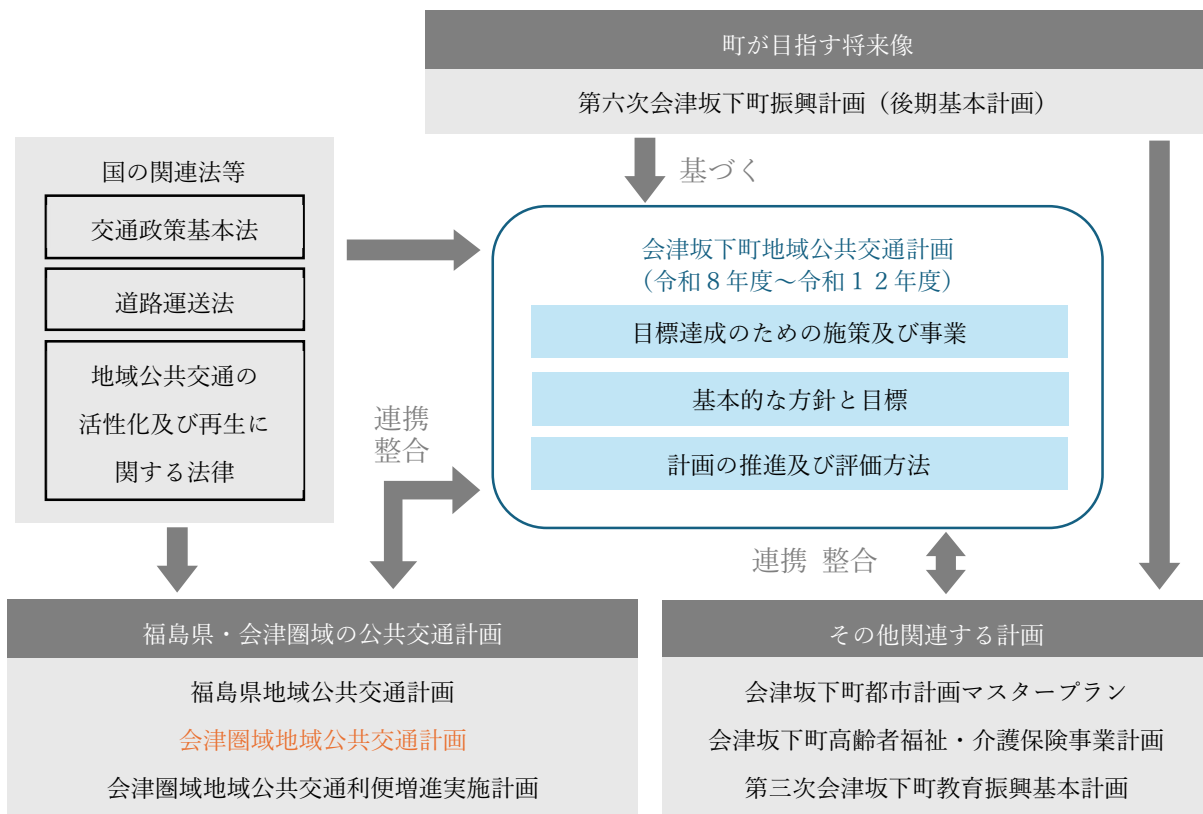 町が目指す将来像
第六次会津坂下町振興計画（後期基本計画）
基づく
国の関連法等
交通政策基本法
道路運送法
地域公共交通の
活性化及び再生に
関する法律
会津坂下町地域公共交通計画
（令和８年度～令和１２年度）
目標達成のための施策及び事業
基本的な方針と目標
計画の推進及び評価方法
連携
整合
連携 整合
福島県・会津圏域の公共交通計画
福島県地域公共交通計画
会津圏域地域公共交通計画
会津圏域地域公共交通利便増進実施計画
その他関連する計画
会津坂下町都市計画マスタープラン
会津坂下町高齢者福祉・介護保険事業計画
第三次会津坂下町教育振興基本計画